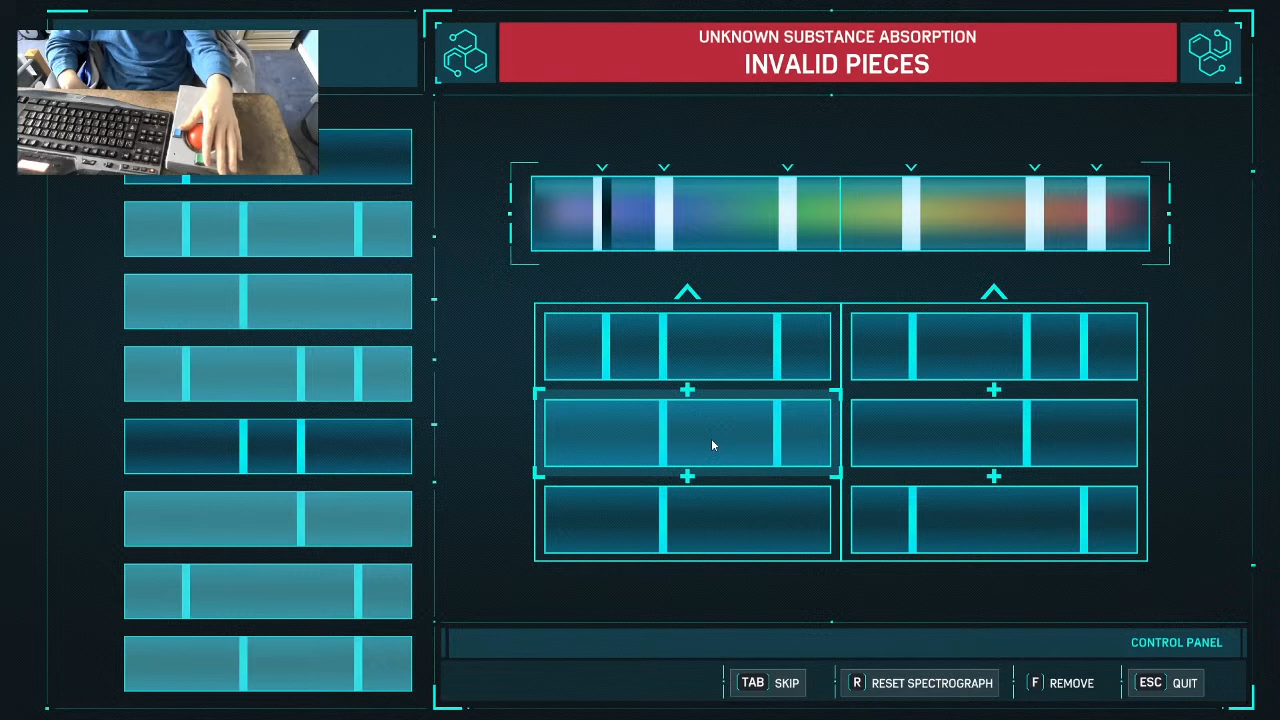 UNKNOWN SUBSTANCE ABSORPTION
INVALID PIECES
CONTROL PANEL
TAB SKIP
R RESET SPECTROGRAPH
F REMOVE
ESC QUIT